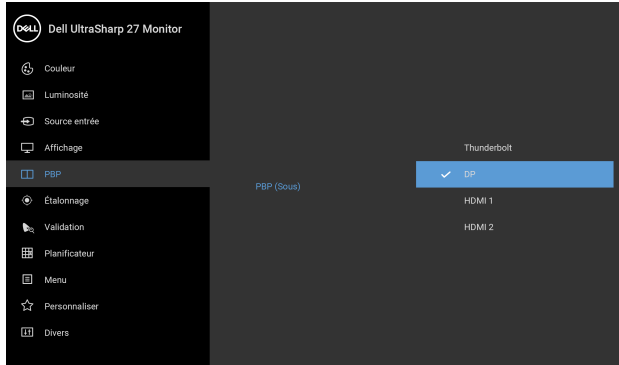 DELL Dell UltraSharp 27 Monitor
Couleur
Luminosité
Source entrée
Affichage
PBP
Étalonnage
Validation
Planificateur
Menu
Personnaliser
Divers
PBP (Sous)
Thunderbolt
DP
HDMI 1
HDMI 2